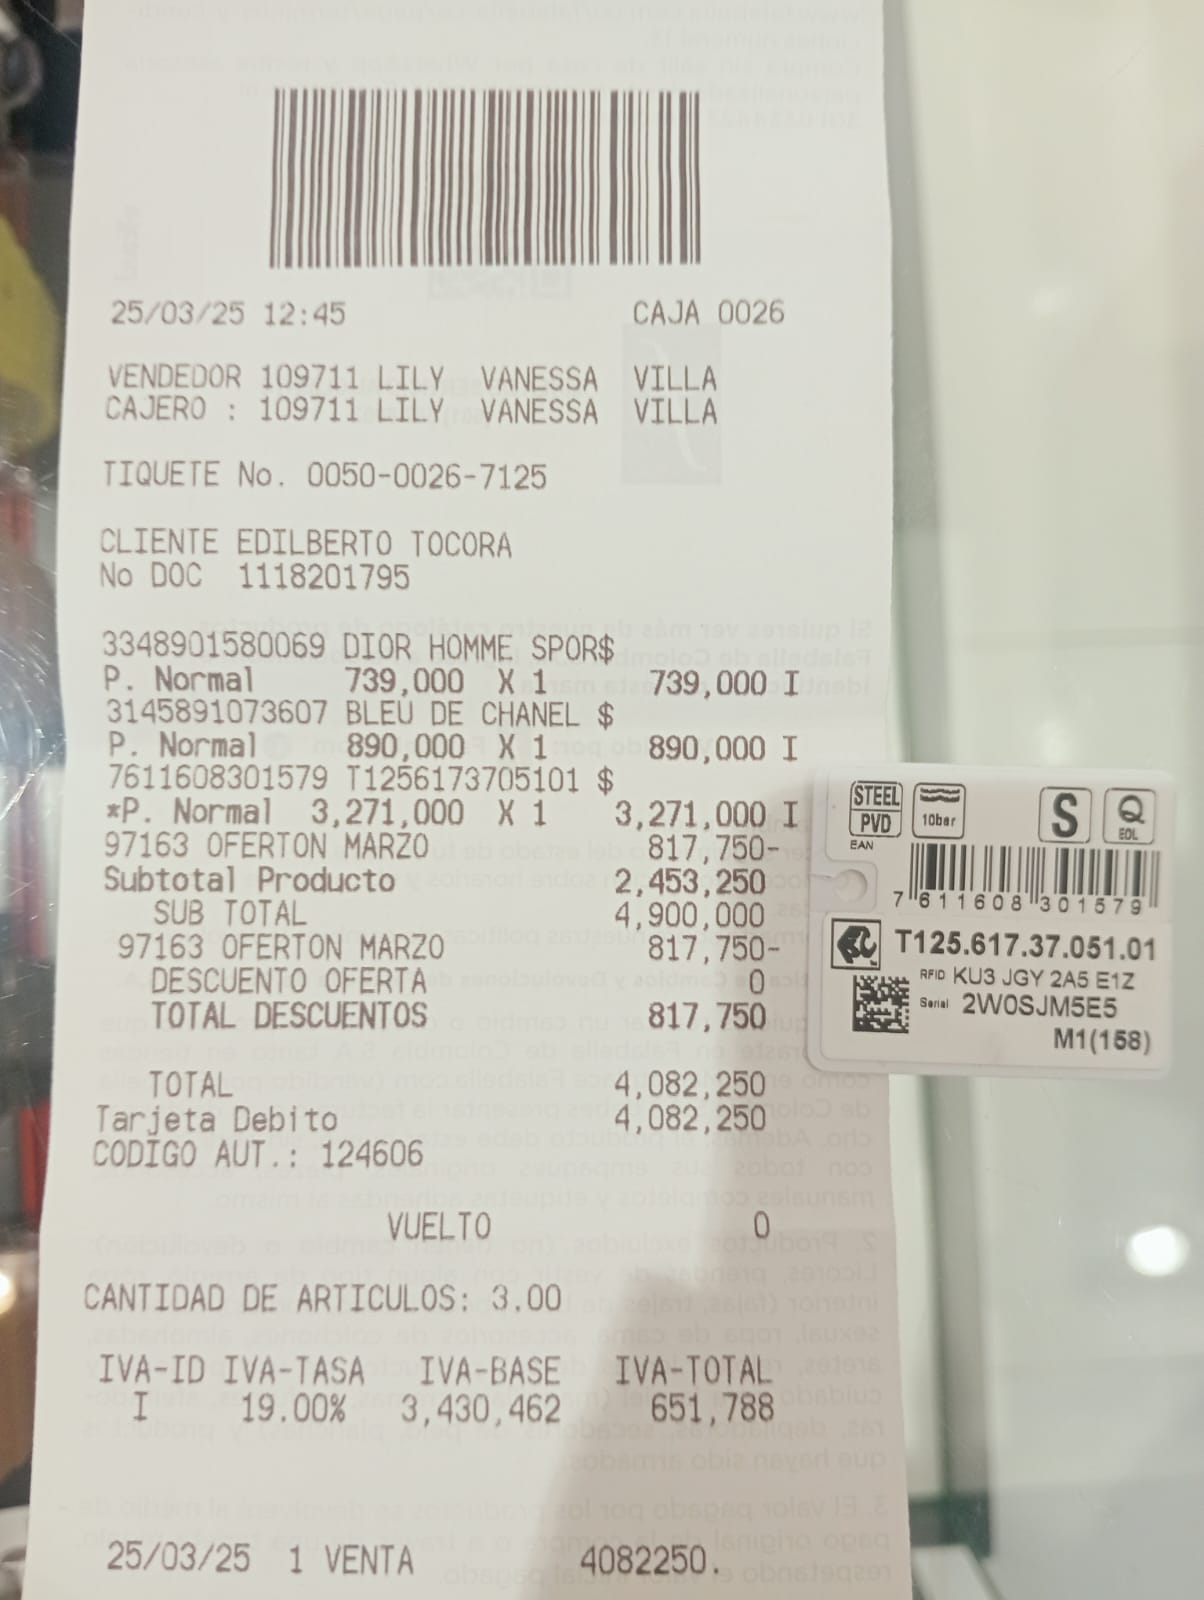 25/03/25 12:45 CAJA 0026
VENDEDOR 109711 LILY VANESSA VILLA
CAJERO : 109711 LILY VANESSA VILLA
TIQUETE No. 0050-0026-7125
CLIENTE EDILBERTO TOCORA
No DOC 1118201795
3348901580069 DIOR HOMME SPOR$
P. Normal 739,000 X 1 739,000 I
3145891073607 BLEU DE CHANEL $
P. Normal 890,000 X 1 890,000 I
7611608301579 T1256173705101 $
*P. Normal 3,271,000 X 1 3,271,000 I
97163 OFERTON MARZO 817,750-
Subtotal Producto 2,453,250
SUB TOTAL 4,900,000
97163 OFERTON MARZO 817,750-
DESCUENTO OFERTA 0
TOTAL DESCUENTOS 817,750
TOTAL 4,082,250
Tarjeta Debito 4,082,250
CODIGO AUT.: 124606
VUELTO 0
CANTIDAD DE ARTICULOS: 3.00
IVA-ID IVA-TASA IVA-BASE IVA-TOTAL
I 19.00% 3,430,462 651,788
25/03/25 1 VENTA 4082250.
STEEL
PVD
10bar
S
Q
EOL
EAN
7 611608 301579
T125.617.37.051.01
RFID KU3 JGY 2A5 E1Z
Serial 2W0SJM5E5
M1(158)